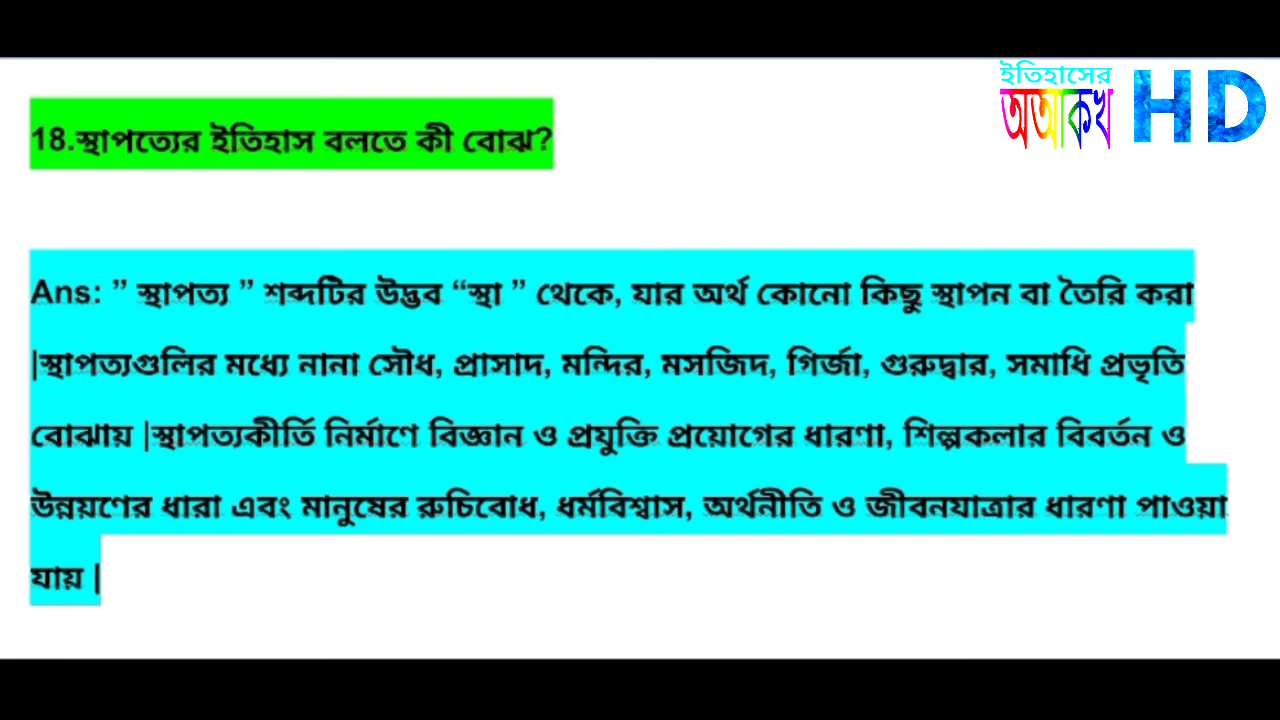 ইতিহাসের
অআকখ HD
18.স্থাপত্যের ইতিহাস বলতে কী বোঝ?
Ans: ” স্থাপত্য ” শব্দটির উদ্ভব “স্থা ” থেকে, যার অর্থ কোনো কিছু স্থাপন বা তৈরি করা
|স্থাপত্যগুলির মধ্যে নানা সৌধ, প্রাসাদ, মন্দির, মসজিদ, গির্জা, গুরুদ্বার, সমাধি প্রভৃতি
বোঝায় |স্থাপত্যকীর্তি নির্মাণে বিজ্ঞান ও প্রযুক্তি প্রয়োগের ধারণা, শিল্পকলার বিবর্তন ও
উন্নয়ণের ধারা এবং মানুষের রুচিবোধ, ধর্মবিশ্বাস, অর্থনীতি ও জীবনযাত্রার ধারণা পাওয়া
যায় |